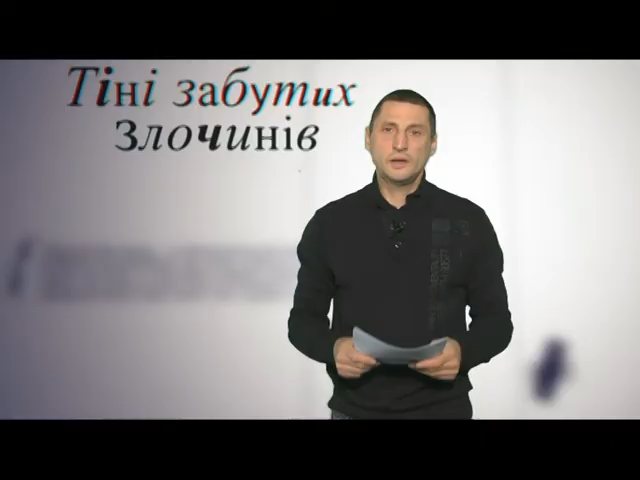 Тіні забутих
Злочинів